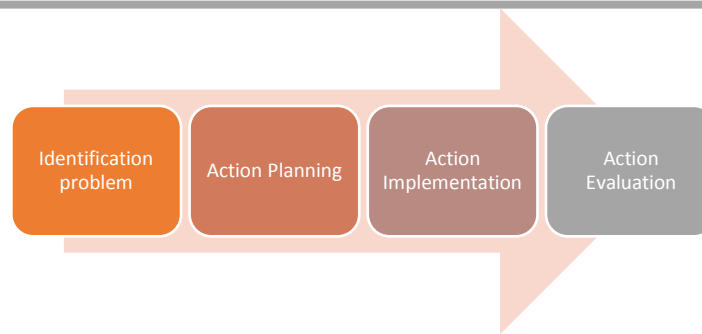 Identification
problem
Action Planning
Action
Implementation
Action
Evaluation